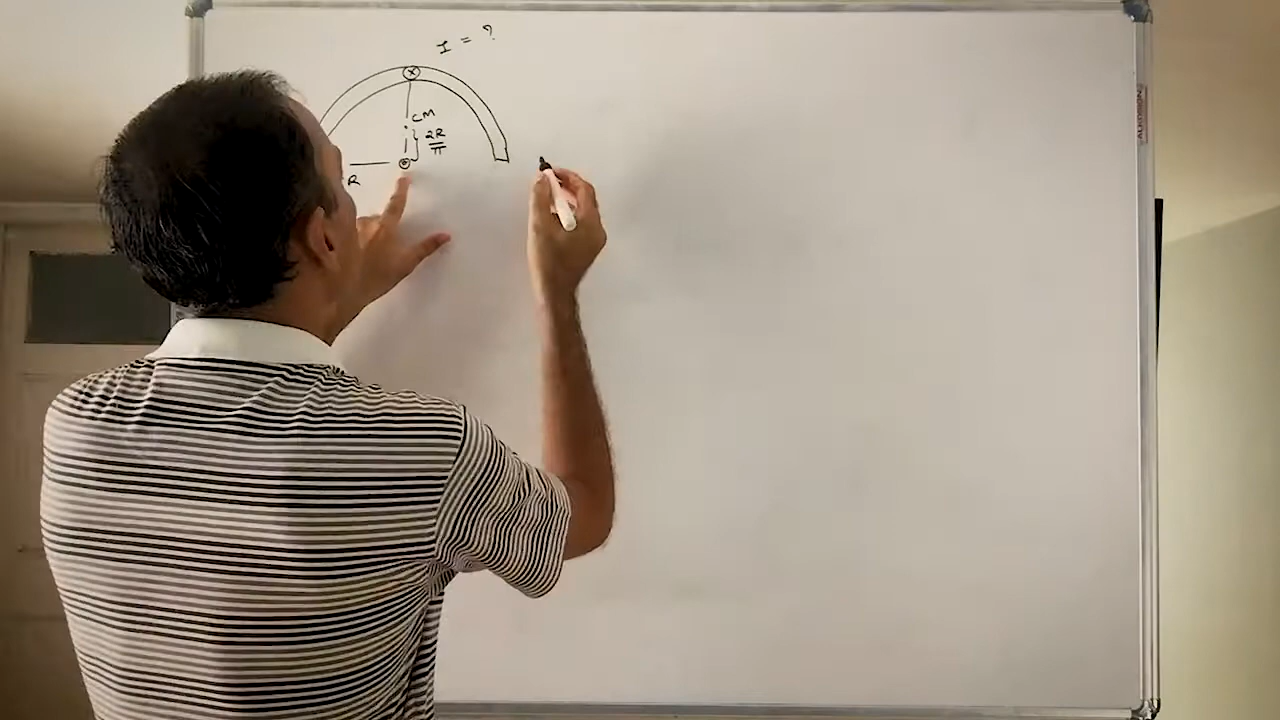 I = ?
CM
2R
π
R